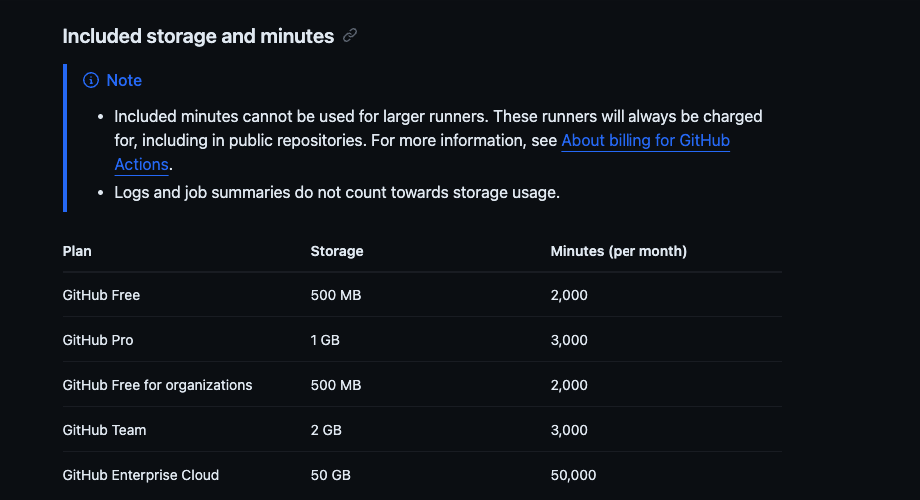 Included storage and minutes
Note
• Included minutes cannot be used for larger runners. These runners will always be charged
for, including in public repositories. For more information, see About billing for GitHub
Actions.
• Logs and job summaries do not count towards storage usage.
Plan Storage Minutes (per month)
GitHub Free 500 MB 2,000
GitHub Pro 1 GB 3,000
GitHub Free for organizations 500 MB 2,000
GitHub Team 2 GB 3,000
GitHub Enterprise Cloud 50 GB 50,000